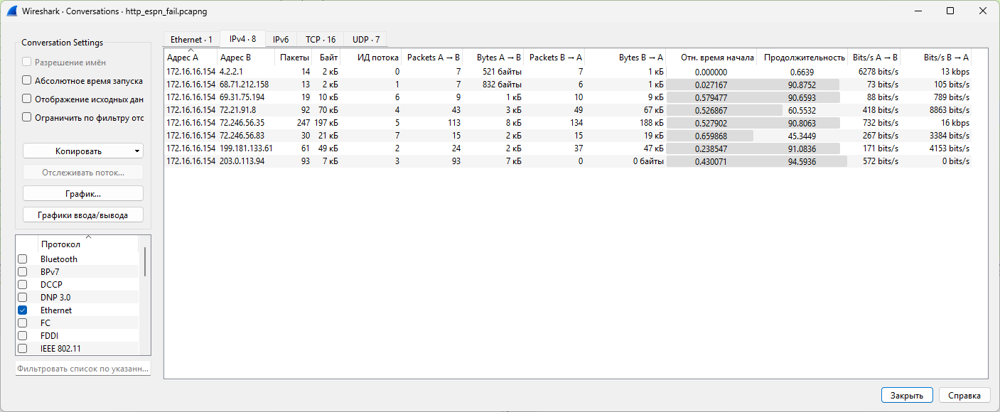 Wireshark · Conversations · http_espn_fail.pcapng
Conversation Settings
Разрешение имён
Абсолютное время запуска
Отображение исходных дан
Ограничить по фильтру отс
Копировать
Отслеживать поток...
График...
Графики ввода/вывода
Протокол
Bluetooth
BPv7
DCCP
DNP 3.0
Ethernet
FC
FDDI
IEEE 802.11
Фильтровать список по указанн...
Ethernet · 1 IPv4 · 8 IPv6 TCP · 16 UDP · 7
Адрес A Адрес B Пакеты Байт ИД потока Packets A → B Bytes A → B Packets B → A Bytes B → A Отн. время начала Продолжительность Bits/s A → B Bits/s B → A
172.16.16.154 4.2.2.1 14 2 кБ 0 7 521 байты 7 1 кБ 0.000000 0.6639 6278 bits/s 13 kbps
172.16.16.154 68.71.212.158 13 2 кБ 1 7 832 байты 6 1 кБ 0.027167 90.8752 73 bits/s 105 bits/s
172.16.16.154 69.31.75.194 19 10 кБ 6 9 1 кБ 10 9 кБ 0.579477 90.6593 88 bits/s 789 bits/s
172.16.16.154 72.21.91.8 92 70 кБ 4 43 3 кБ 49 67 кБ 0.526867 60.5532 418 bits/s 8863 bits/s
172.16.16.154 72.246.56.35 247 197 кБ 5 113 8 кБ 134 188 кБ 0.527902 90.8063 732 bits/s 16 kbps
172.16.16.154 72.246.56.83 30 21 кБ 7 15 2 кБ 15 19 кБ 0.659868 45.3449 267 bits/s 3384 bits/s
172.16.16.154 199.181.133.61 61 49 кБ 2 24 2 кБ 37 47 кБ 0.238547 91.0836 171 bits/s 4153 bits/s
172.16.16.154 203.0.113.94 93 7 кБ 3 93 7 кБ 0 0 байты 0.430071 94.5936 572 bits/s 0 bits/s
Закрыть Справка